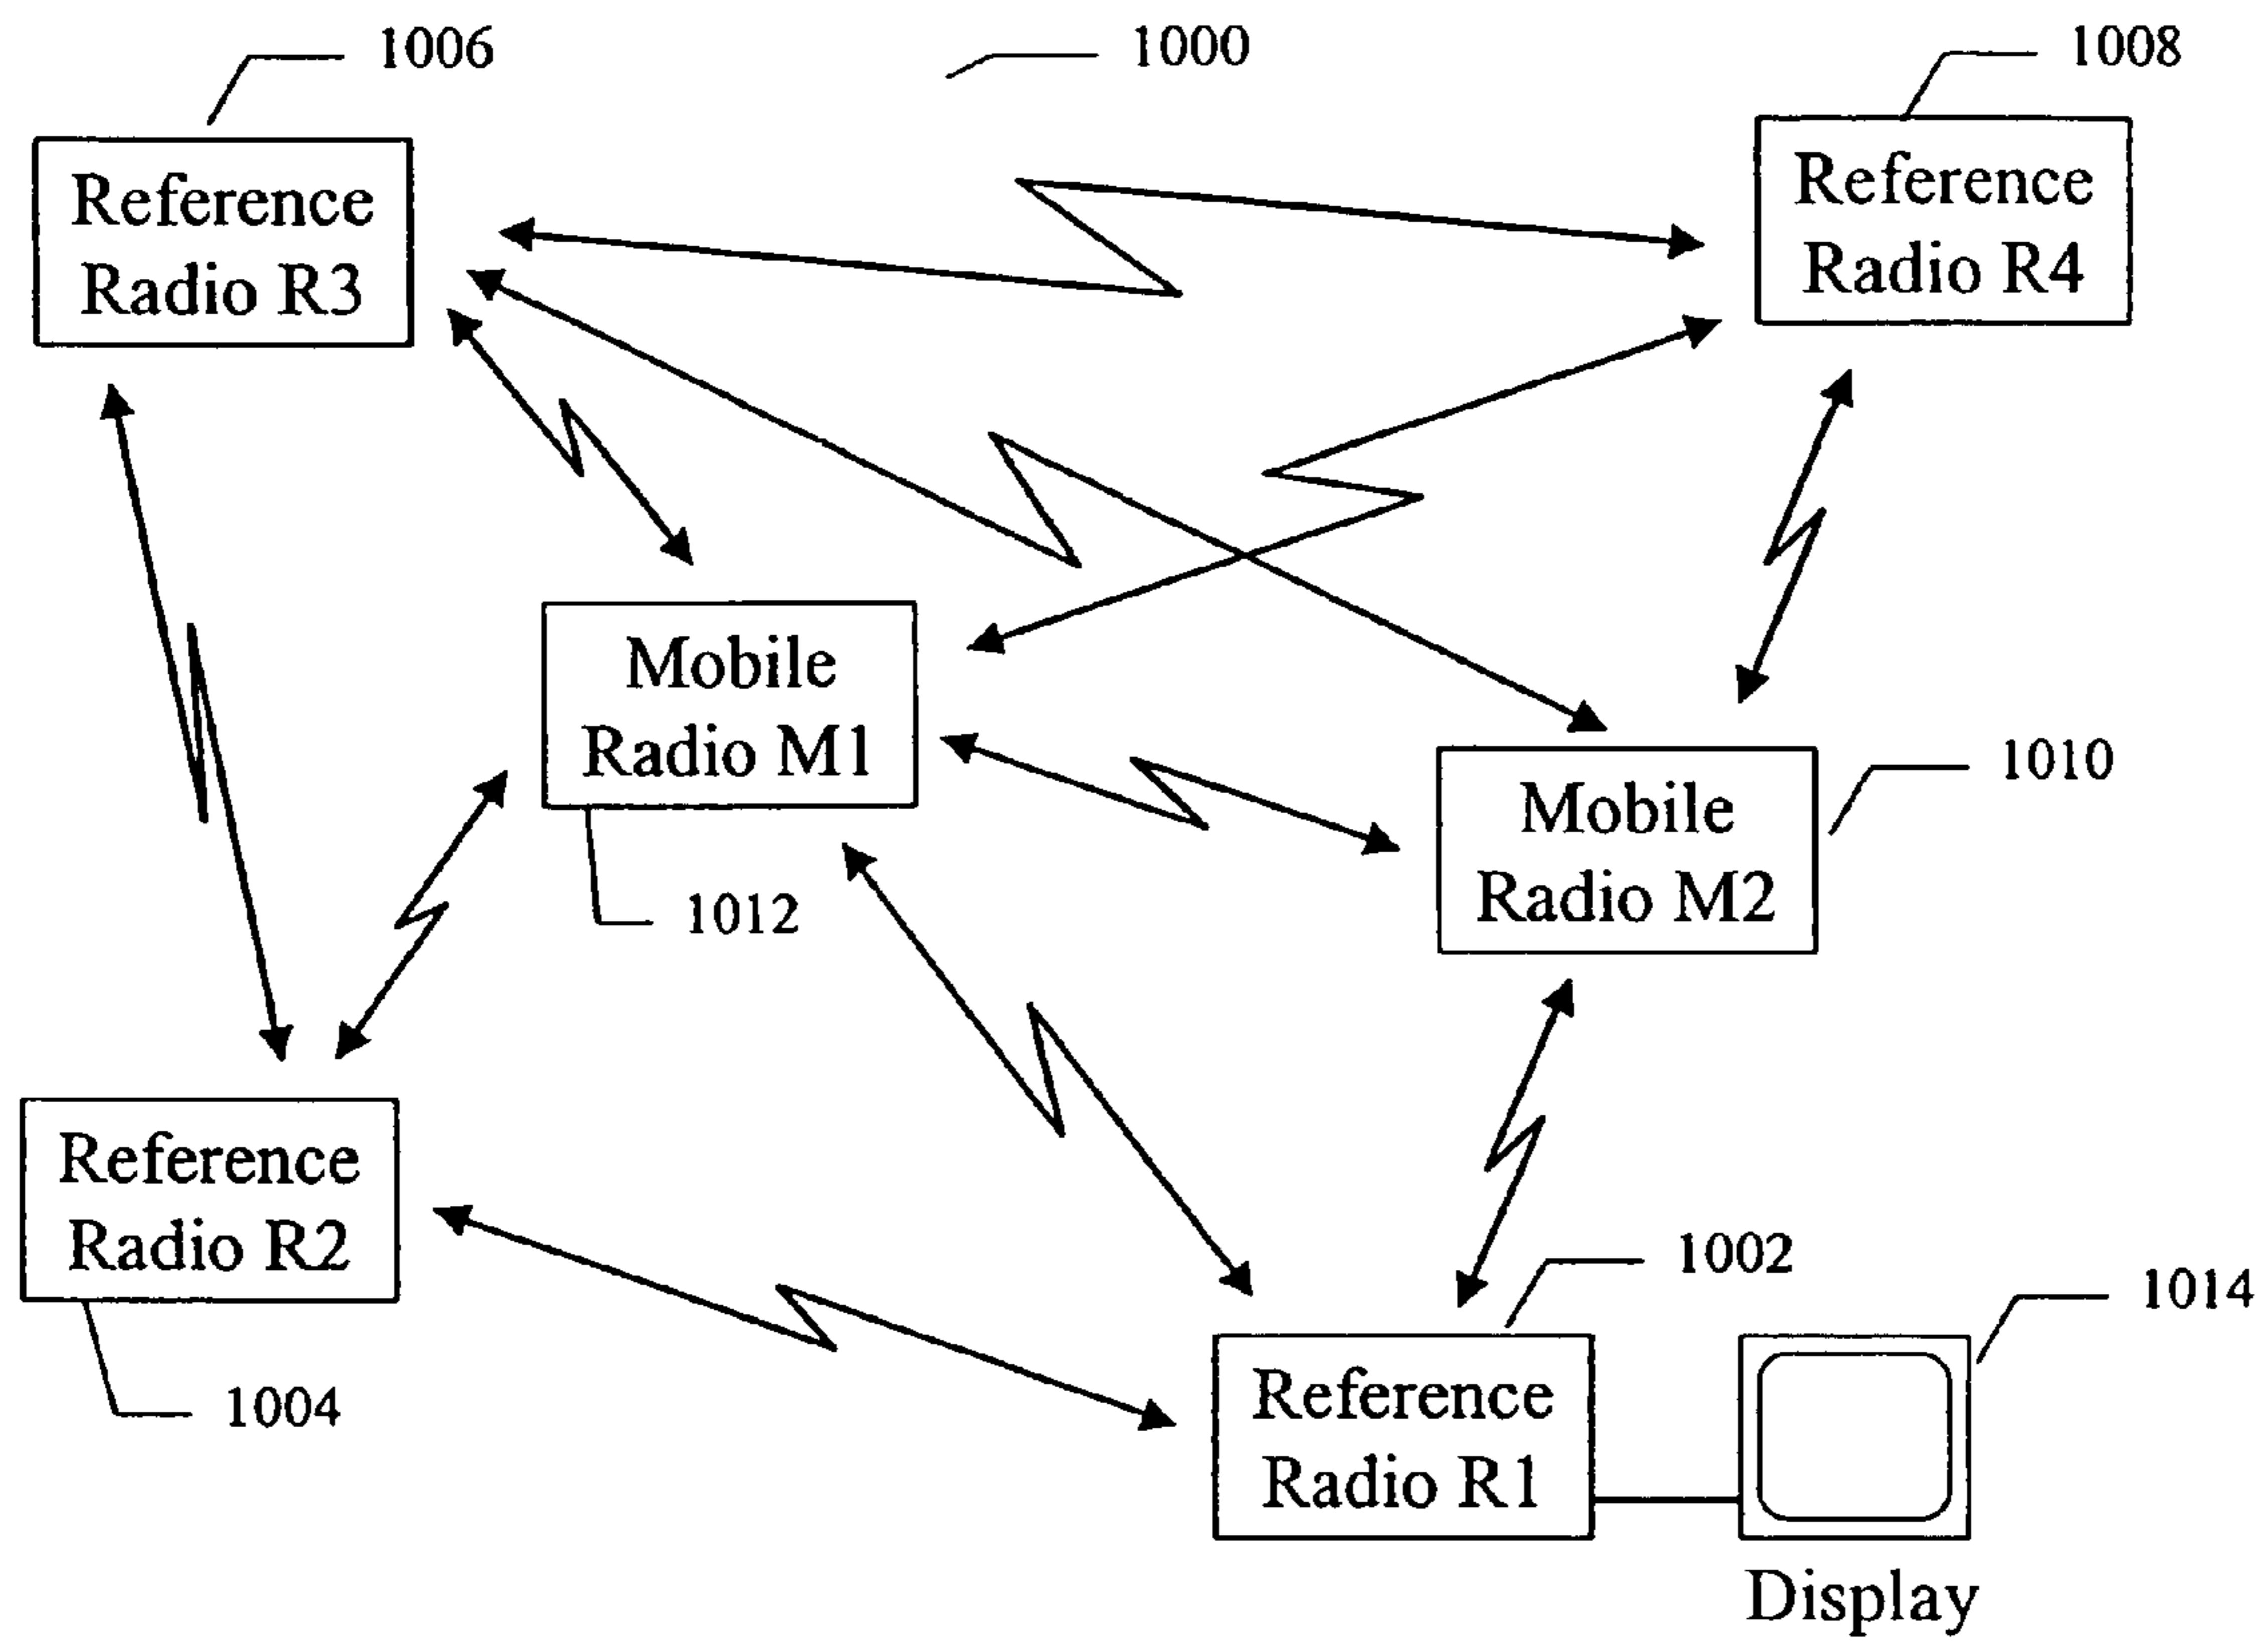 1006
1000
1008
Reference
Radio R3
Reference
Radio R4
Mobile
Radio M1
1010
Mobile
Radio M2
1012
Reference
Radio R2
1002
1014
1004
Reference
Radio R1
Display